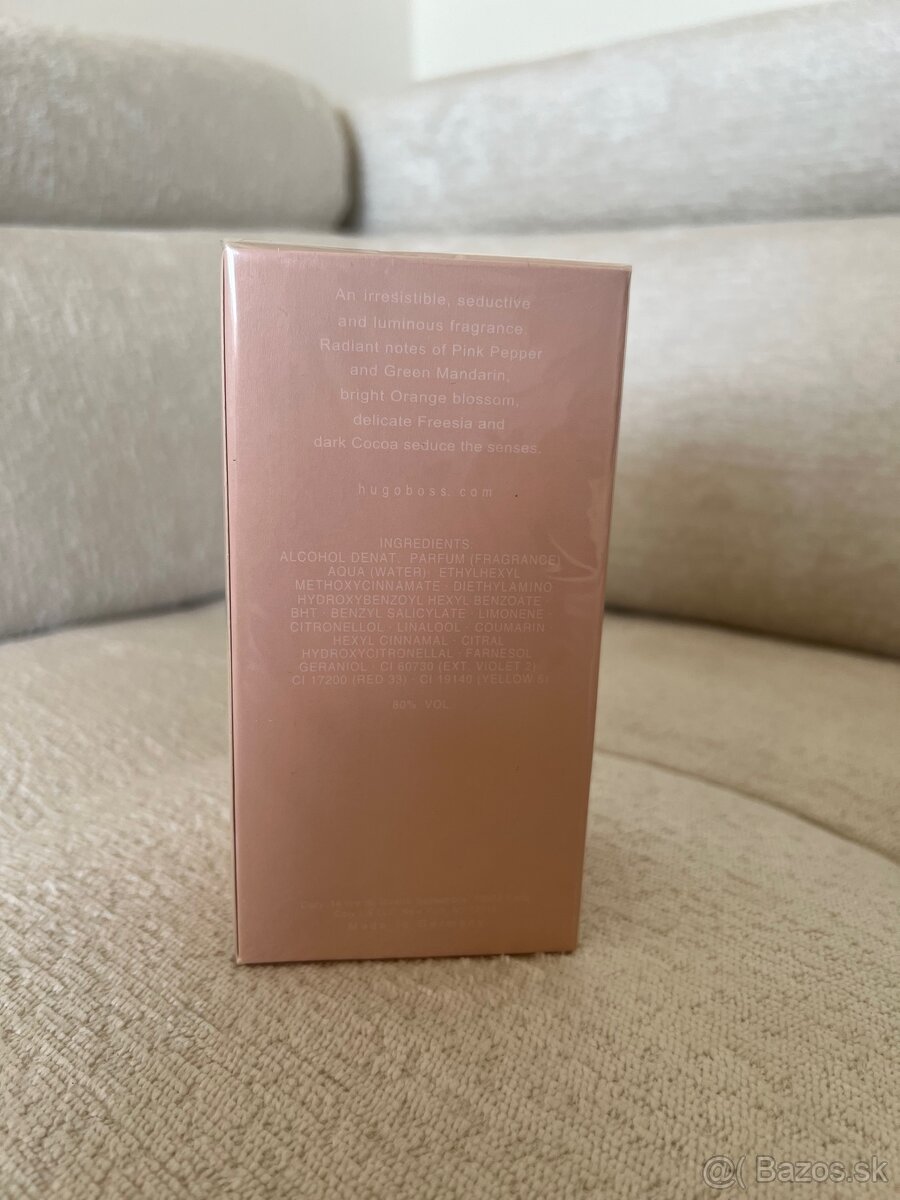 An irresistible, seductive
and luminous fragrance.
Radiant notes of Pink Pepper
and Green Mandarin,
bright Orange blossom,
delicate Freesia and
dark Cocoa seduce the senses.
hugoboss.com
INGREDIENTS:
ALCOHOL DENAT. · PARFUM (FRAGRANCE)
AQUA (WATER) · ETHYLHEXYL
METHOXYCINNAMATE · DIETHYLAMINO
HYDROXYBENZOYL HEXYL BENZOATE ·
BHT · BENZYL SALICYLATE · LIMONENE ·
CITRONELLOL · LINALOOL · COUMARIN ·
HEXYL CINNAMAL · CITRAL ·
HYDROXYCITRONELLAL · FARNESOL ·
GERANIOL · CI 60730 (EXT. VIOLET 2) ·
CI 17200 (RED 33) · CI 19140 (YELLOW 5)
80% VOL.
Made in Germany
@( Bazos.sk